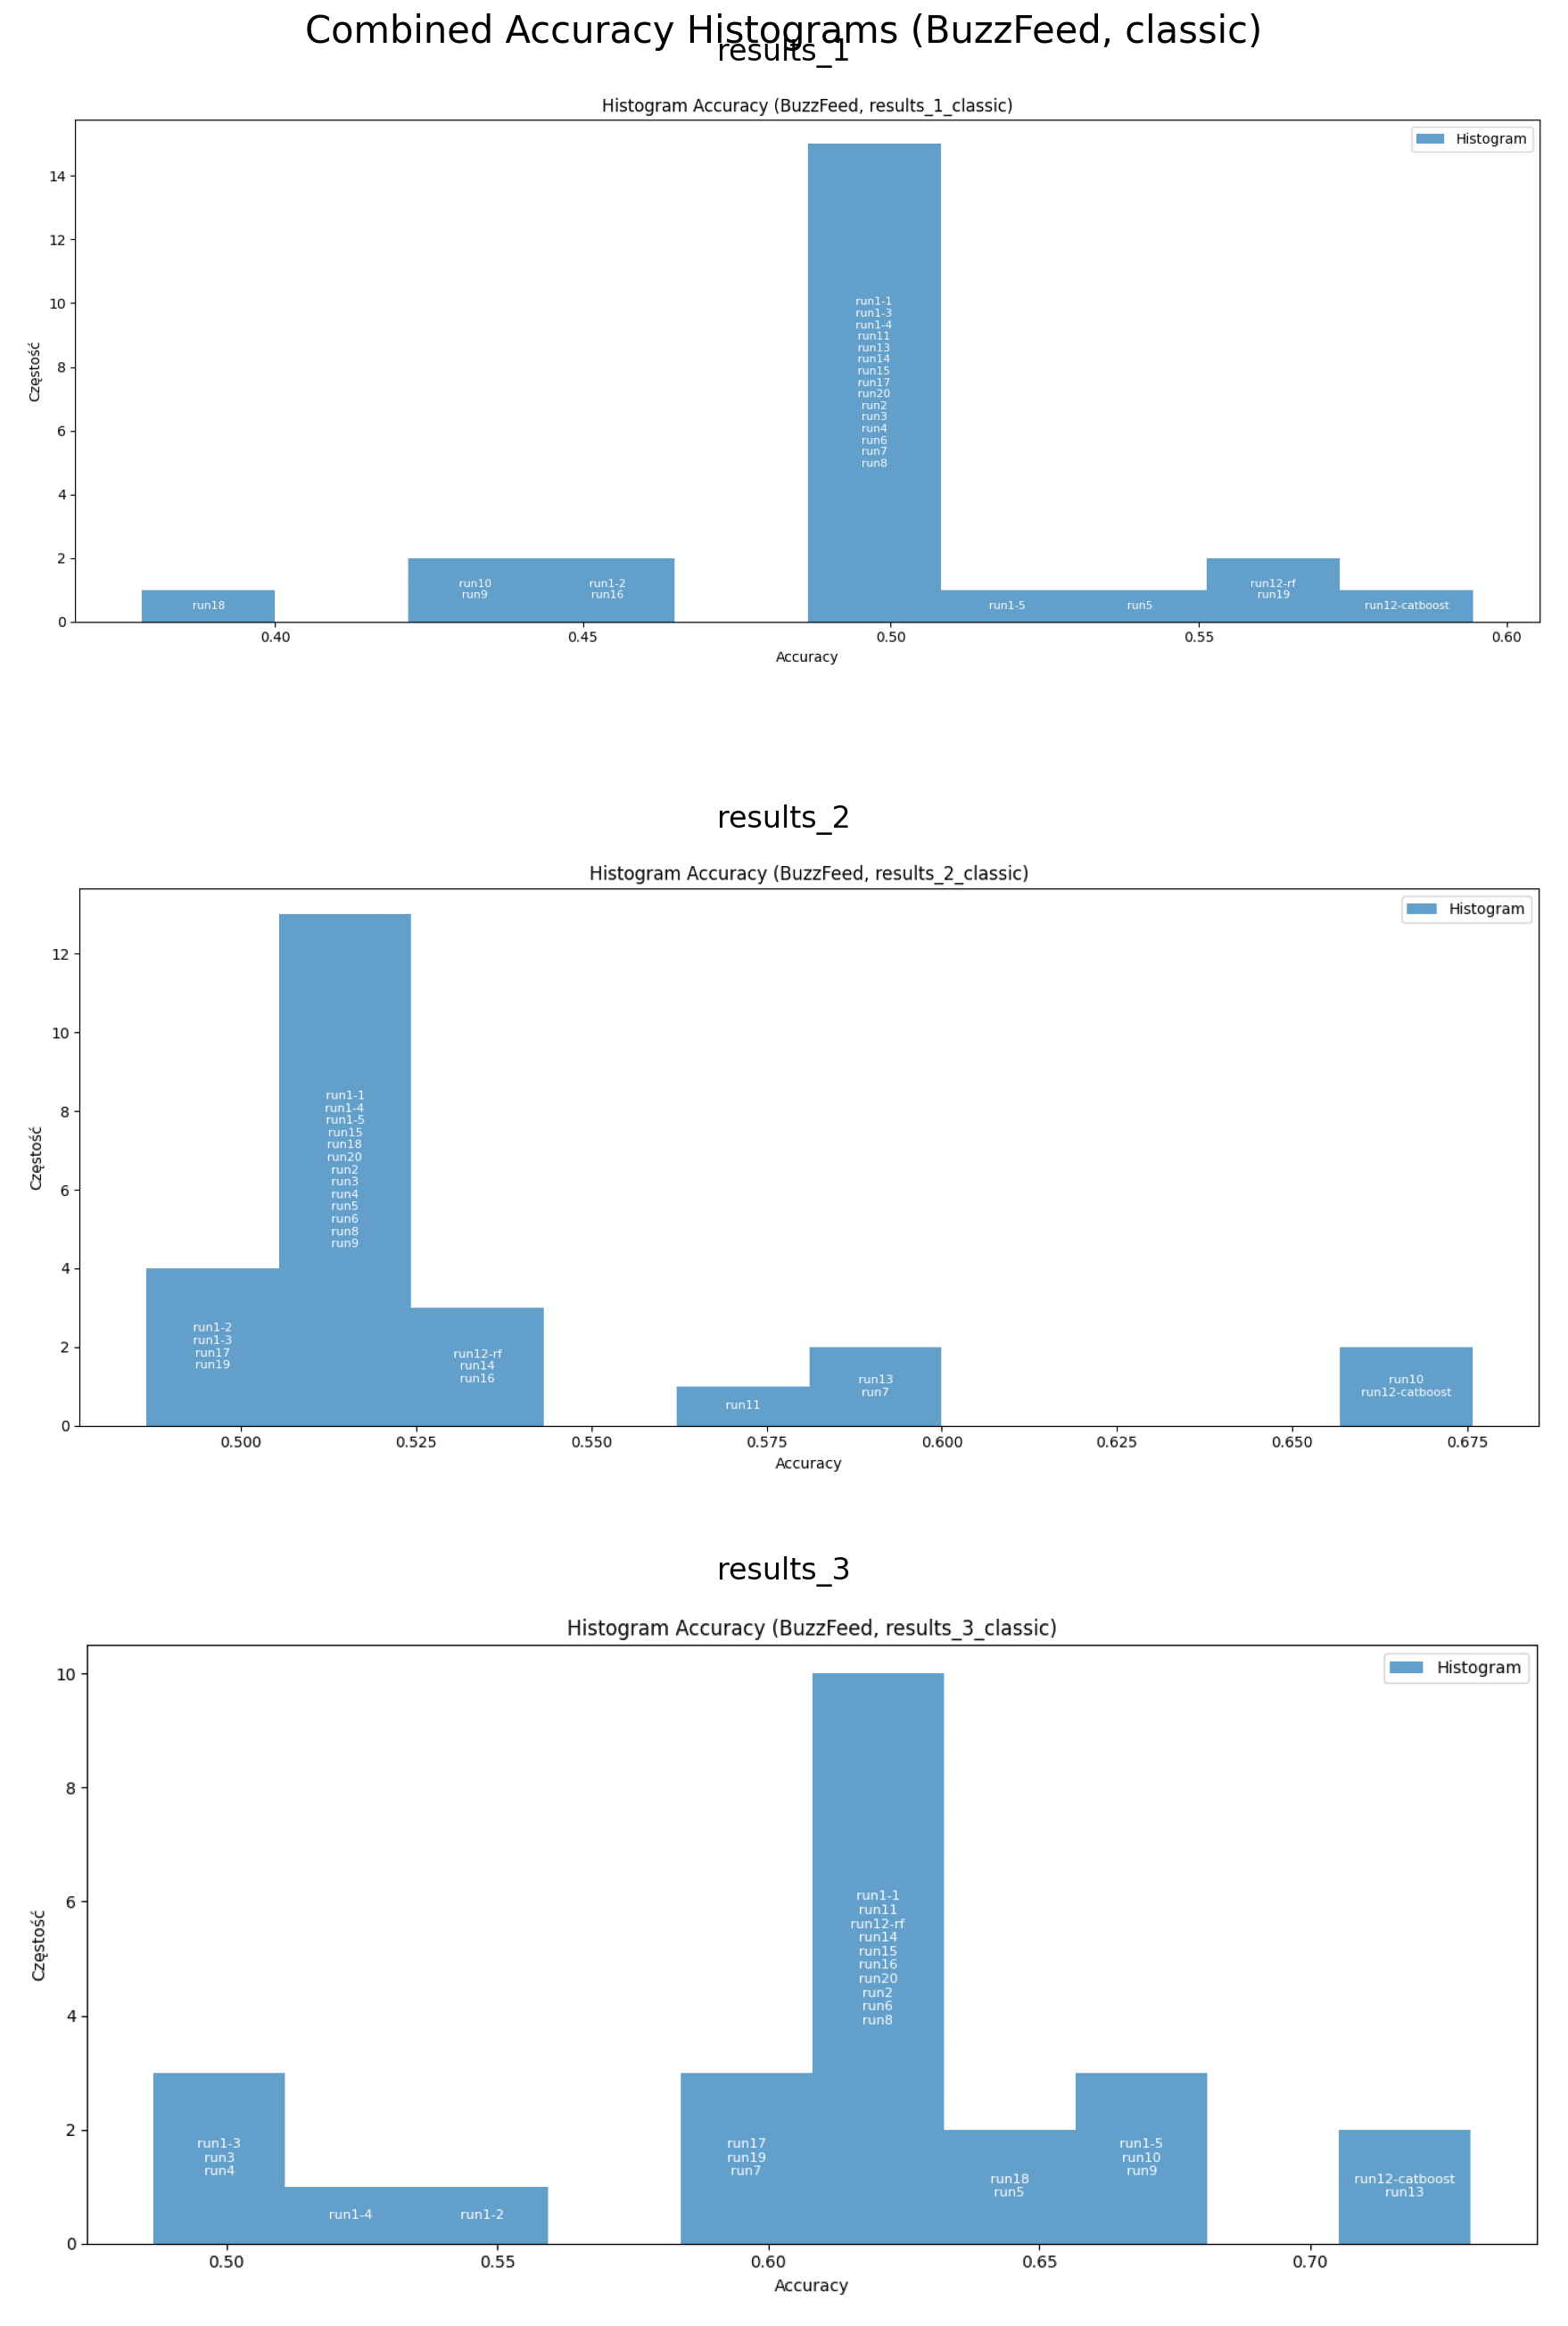 Combined Accuracy Histograms (BuzzFeed, classic)
results_1
Histogram Accuracy (BuzzFeed, results_1_classic)
Histogram
14
12
10
8
6
4
2
0
Częstość
run18
run10
run9
run1-2
run16
run1-1
run1-3
run1-4
run11
run13
run14
run15
run17
run20
run2
run3
run4
run6
run7
run8
run1-5
run5
run12-rf
run19
run12-catboost
0.40
0.45
0.50
0.55
0.60
Accuracy
results_2
Histogram Accuracy (BuzzFeed, results_2_classic)
Histogram
12
10
8
6
4
2
0
Częstość
run1-2
run1-3
run17
run19
run1-1
run1-4
run1-5
run15
run18
run20
run2
run3
run4
run5
run6
run8
run9
run12-rf
run14
run16
run11
run13
run7
run10
run12-catboost
0.500
0.525
0.550
0.575
0.600
0.625
0.650
0.675
Accuracy
results_3
Histogram Accuracy (BuzzFeed, results_3_classic)
Histogram
10
8
6
4
2
0
Częstość
run1-3
run3
run4
run1-4
run1-2
run17
run19
run7
run1-1
run11
run12-rf
run14
run15
run16
run20
run2
run6
run8
run18
run5
run1-5
run10
run9
run12-catboost
run13
0.50
0.55
0.60
0.65
0.70
Accuracy